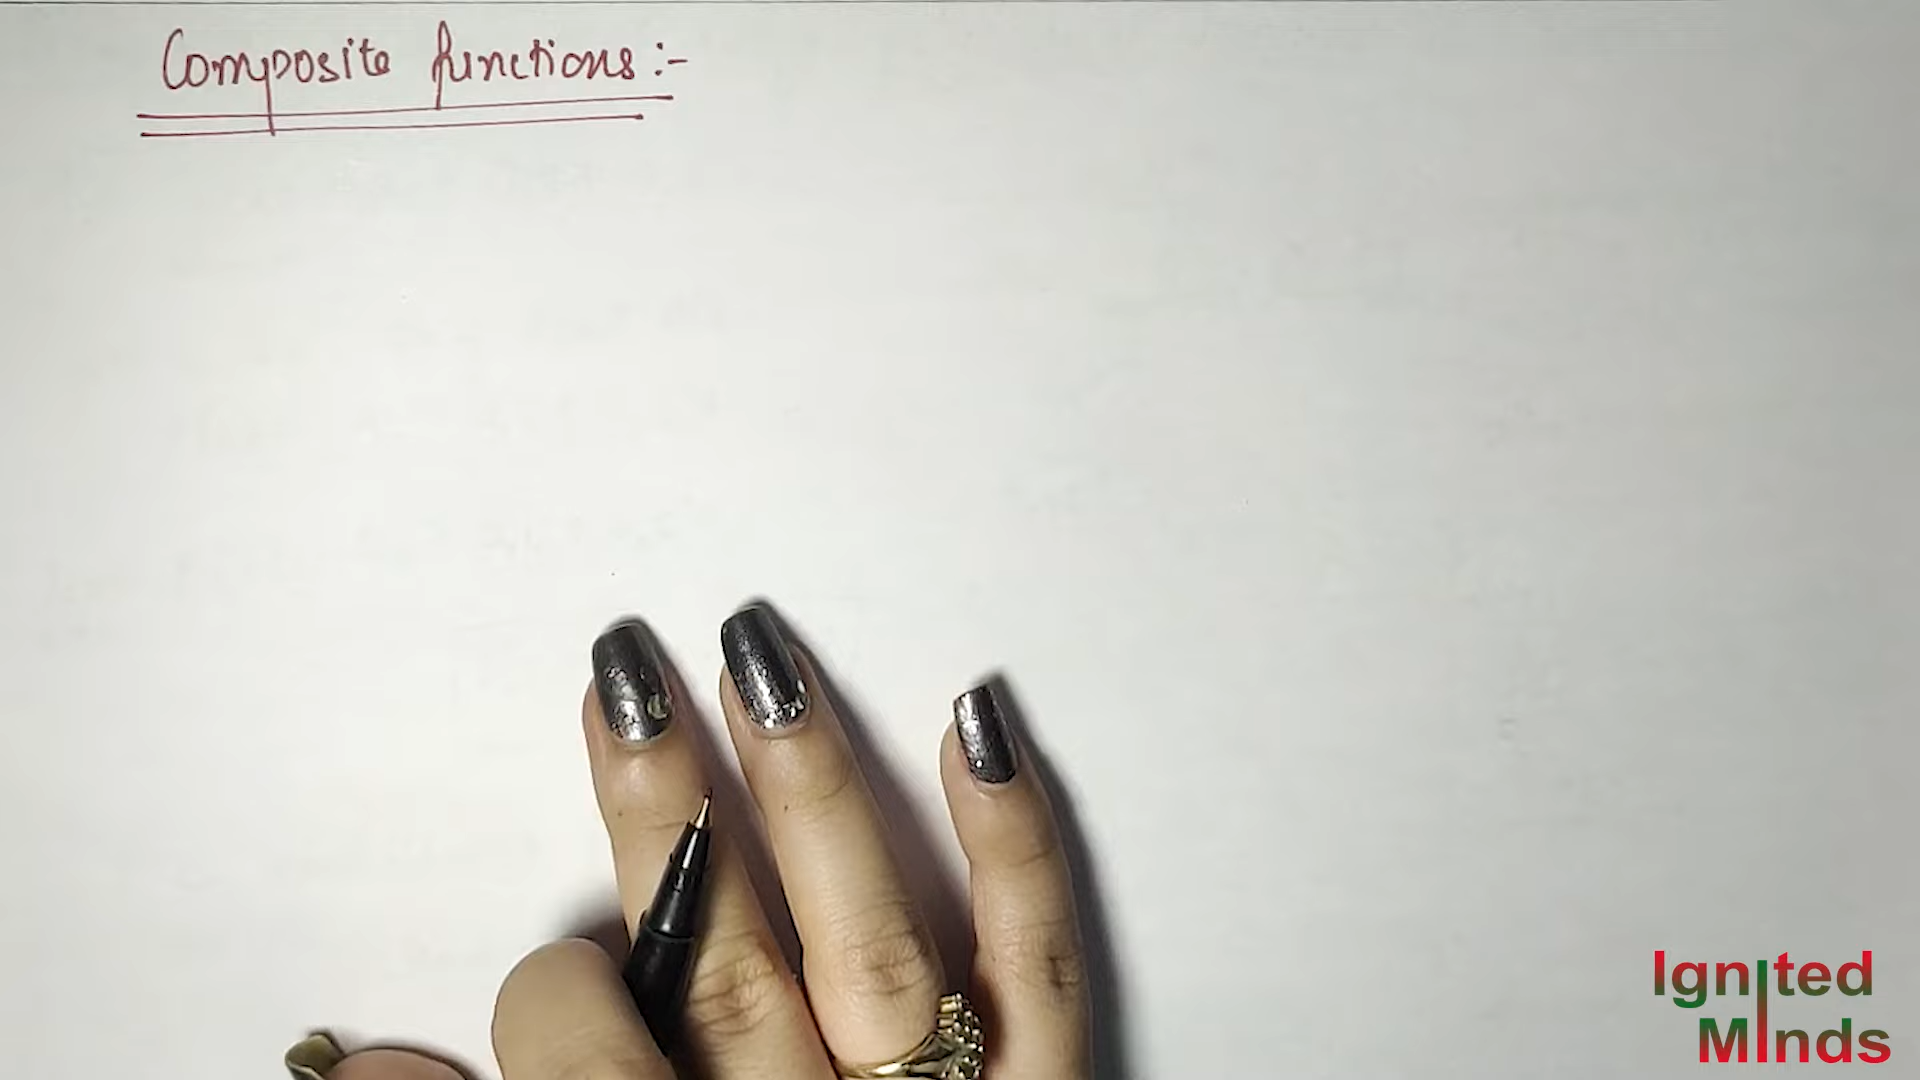 Composite functions :-
Ignited
Minds